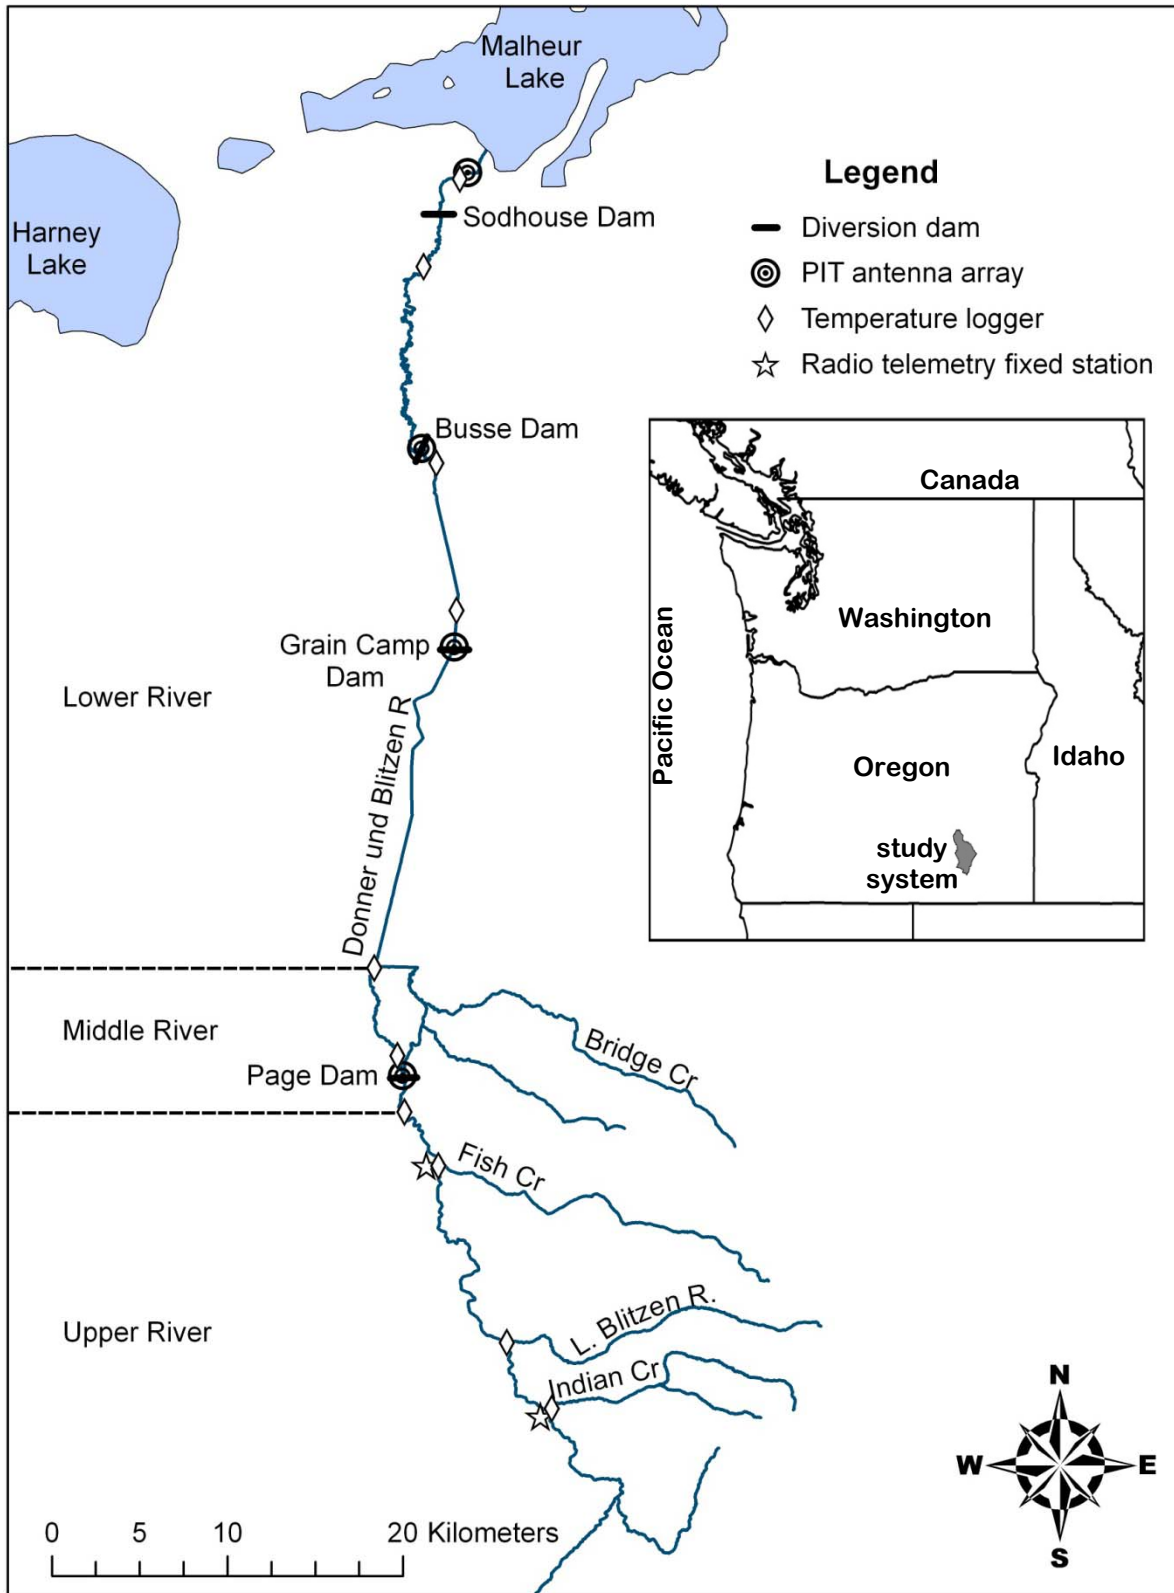 Malheur
Lake
Harney
Lake
Sodhouse Dam
Legend
Diversion dam
PIT antenna array
Temperature logger
Radio telemetry fixed station
Busse Dam
Canada
Washington
Pacific Ocean
Oregon
Idaho
study
system
Grain Camp
Dam
Lower River
Donner und Blitzen R
Middle River
Bridge Cr
Page Dam
Fish Cr
Upper River
L. Blitzen R.
Indian Cr
N
W
E
S
0 5 10 20 Kilometers